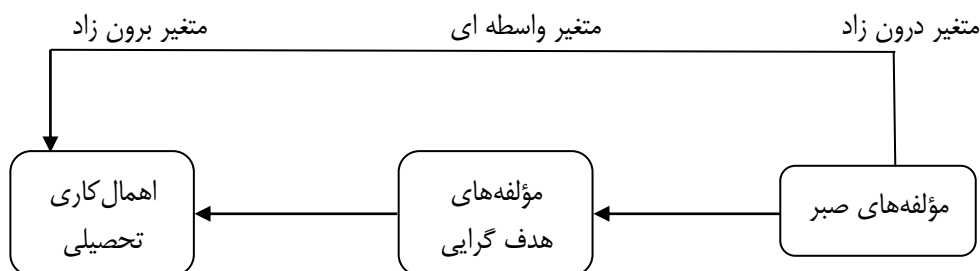 متغیر درون زاد
متغیر واسطه ای
متغیر برون زاد
مؤلفه‌های صبر
مؤلفه‌های
هدف گرایی
اهمال‌کاری
تحصیلی